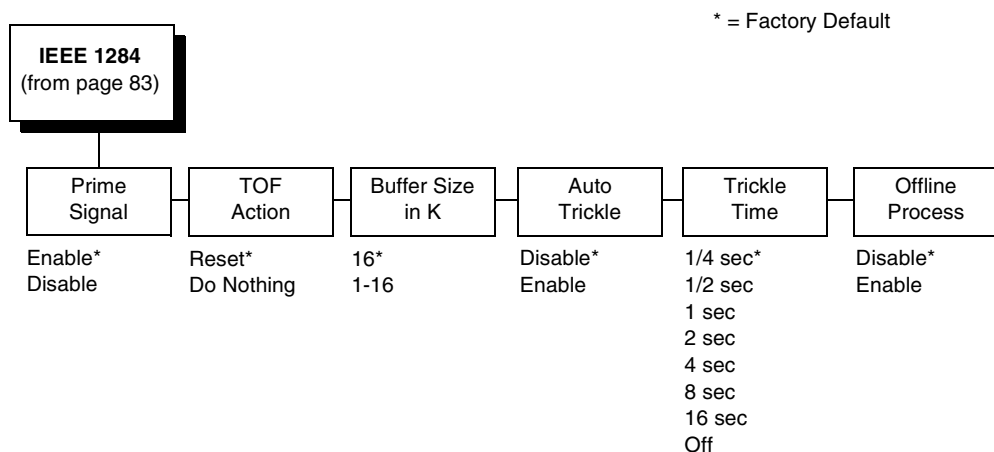 * = Factory Default
IEEE 1284
(from page 83)
Prime
Signal
Enable*
Disable
TOF
Action
Reset*
Do Nothing
Buffer Size
in K
16*
1-16
Auto
Trickle
Disable*
Enable
Trickle
Time
1/4 sec*
1/2 sec
1 sec
2 sec
4 sec
8 sec
16 sec
Off
Offline
Process
Disable*
Enable